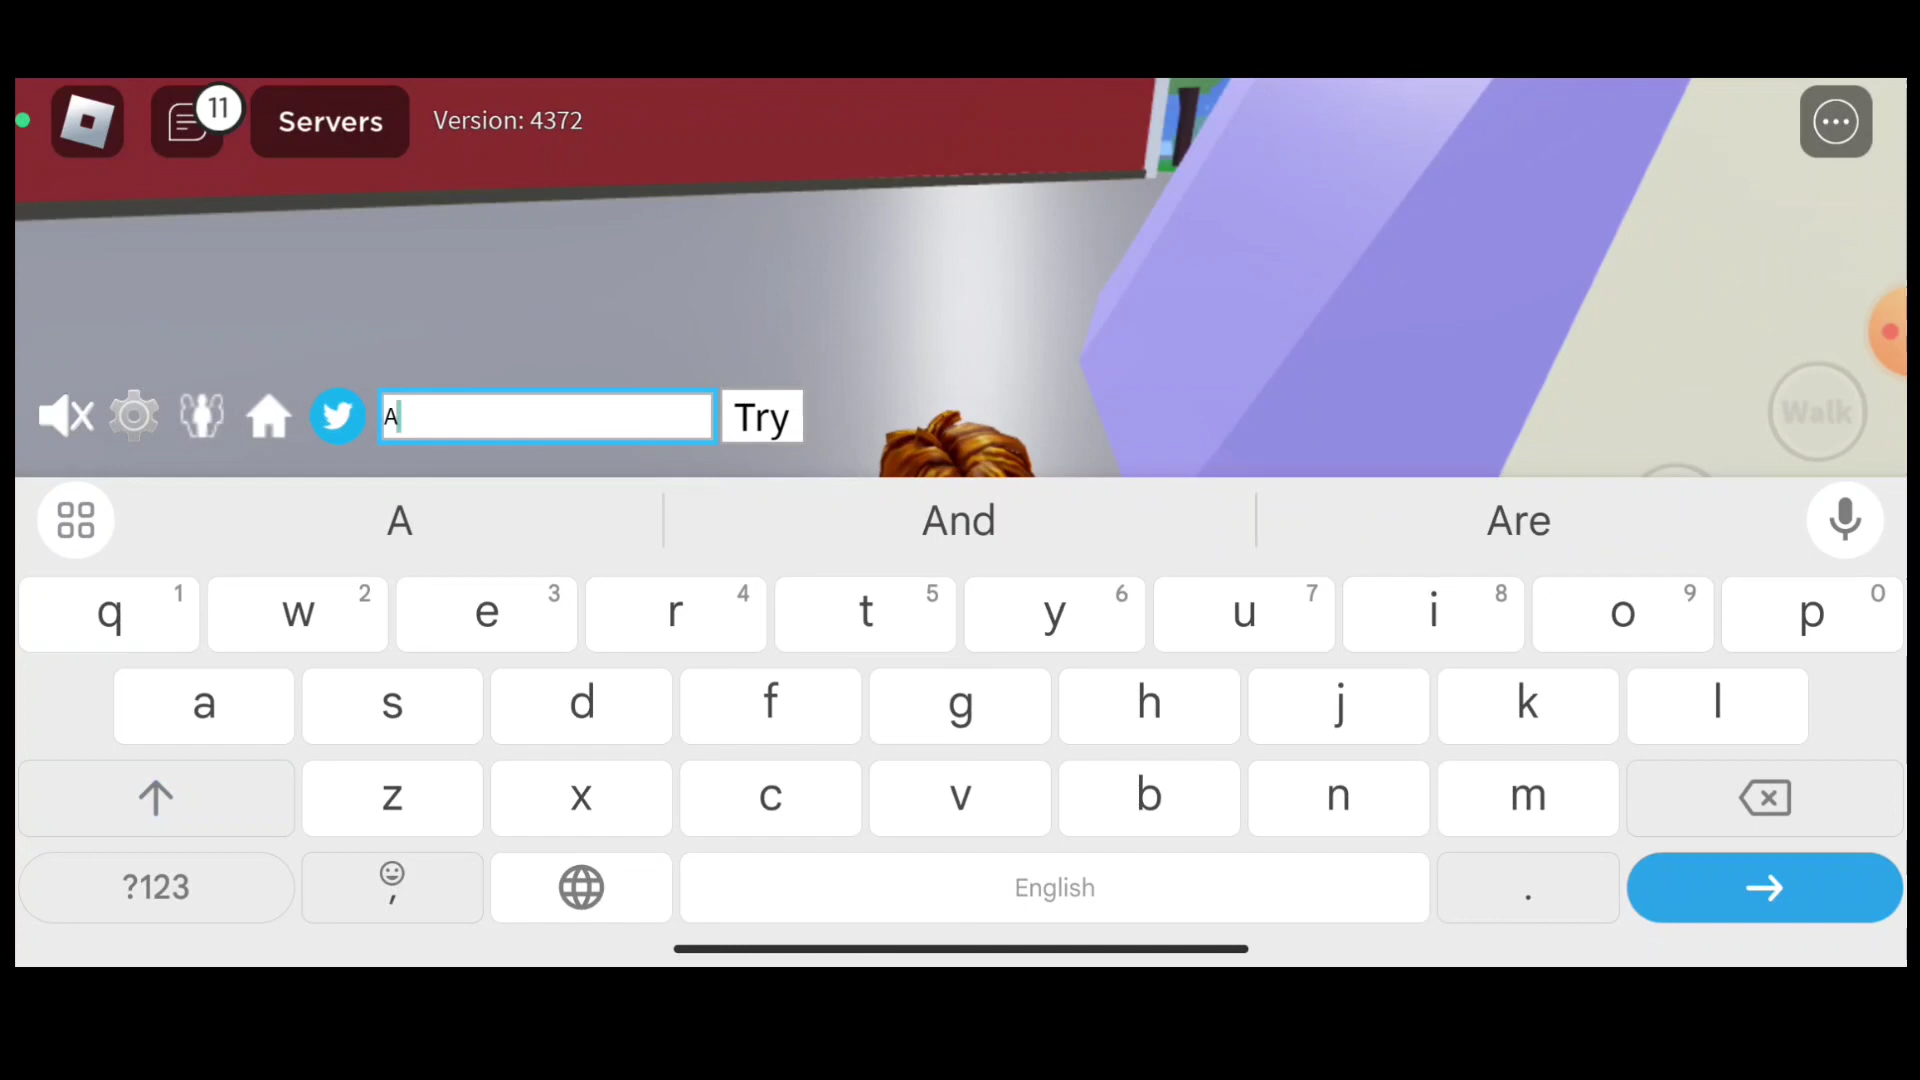 11
Servers
Version: 4372
A
Try
Walk
A And Are
q 1 w 2 e 3 r 4 t 5 y 6 u 7 i 8 o 9 p 0
a s d f g h j k l
z x c v b n m
?123 , English .